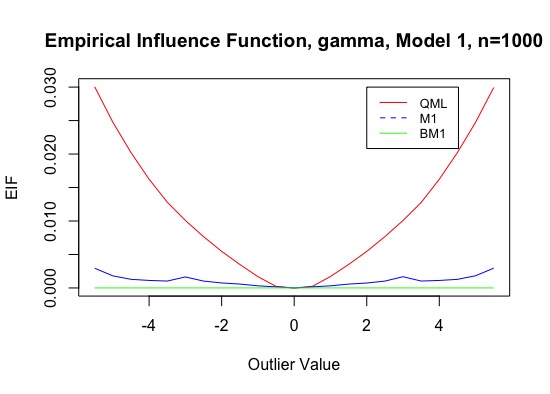 Empirical Influence Function, gamma, Model 1, n=1000
0.030
0.020
0.010
0.000
EIF
QML
M1
BM1
-4
-2
0
2
4
Outlier Value